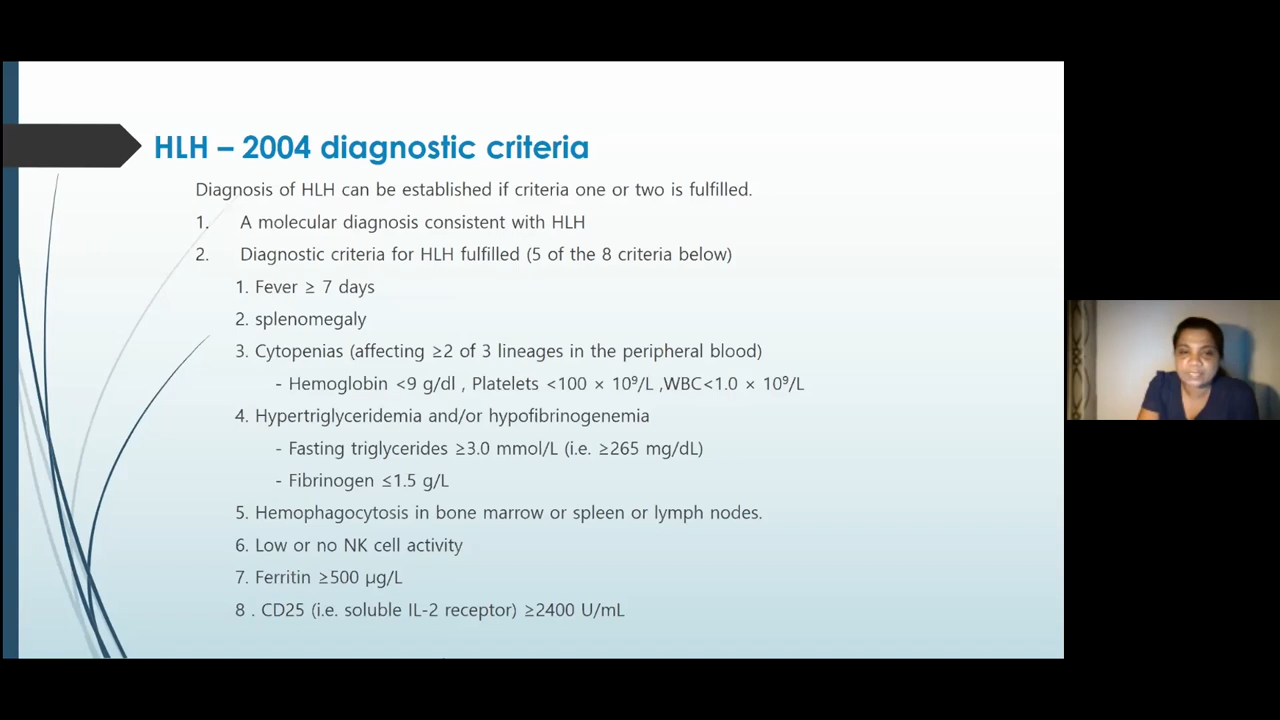 HLH – 2004 diagnostic criteria
Diagnosis of HLH can be established if criteria one or two is fulfilled.
1. A molecular diagnosis consistent with HLH
2. Diagnostic criteria for HLH fulfilled (5 of the 8 criteria below)
1. Fever ≥ 7 days
2. splenomegaly
3. Cytopenias (affecting ≥2 of 3 lineages in the peripheral blood)
- Hemoglobin <9 g/dl , Platelets <100 × 10⁹/L ,WBC<1.0 × 10⁹/L
4. Hypertriglyceridemia and/or hypofibrinogenemia
- Fasting triglycerides ≥3.0 mmol/L (i.e. ≥265 mg/dL)
- Fibrinogen ≤1.5 g/L
5. Hemophagocytosis in bone marrow or spleen or lymph nodes.
6. Low or no NK cell activity
7. Ferritin ≥500 μg/L
8 . CD25 (i.e. soluble IL-2 receptor) ≥2400 U/mL